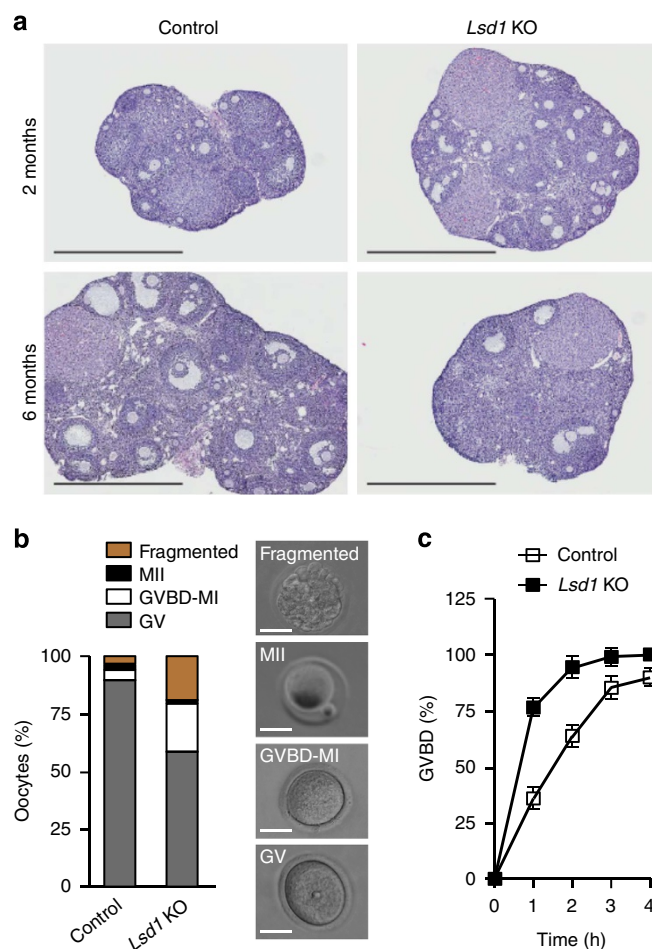 a
Control
Lsd1 KO
2 months
6 months
b
Fragmented
MII
GVBD-MI
GV
100
75
50
25
0
Oocytes (%)
Control
Lsd1 KO
Fragmented
MII
GVBD-MI
GV
c
Control
Lsd1 KO
125
100
75
50
25
0
GVBD (%)
0 1 2 3 4
Time (h)